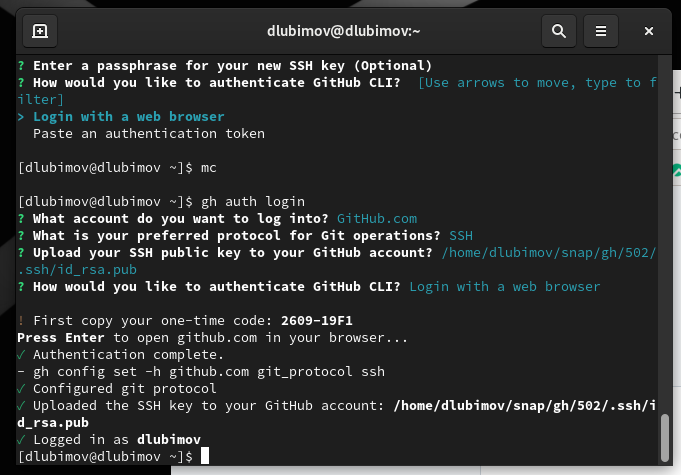 dlubimov@dlubimov:~
? Enter a passphrase for your new SSH key (Optional)
? How would you like to authenticate GitHub CLI?  [Use arrows to move, type to f
ilter]
> Login with a web browser
  Paste an authentication token
[dlubimov@dlubimov ~]$ mc
[dlubimov@dlubimov ~]$ gh auth login
? What account do you want to log into? GitHub.com
? What is your preferred protocol for Git operations? SSH
? Upload your SSH public key to your GitHub account? /home/dlubimov/snap/gh/502/
.ssh/id_rsa.pub
? How would you like to authenticate GitHub CLI? Login with a web browser
! First copy your one-time code: 2609-19F1
Press Enter to open github.com in your browser...
✓ Authentication complete.
- gh config set -h github.com git_protocol ssh
✓ Configured git protocol
✓ Uploaded the SSH key to your GitHub account: /home/dlubimov/snap/gh/502/.ssh/i
d_rsa.pub
✓ Logged in as dlubimov
[dlubimov@dlubimov ~]$